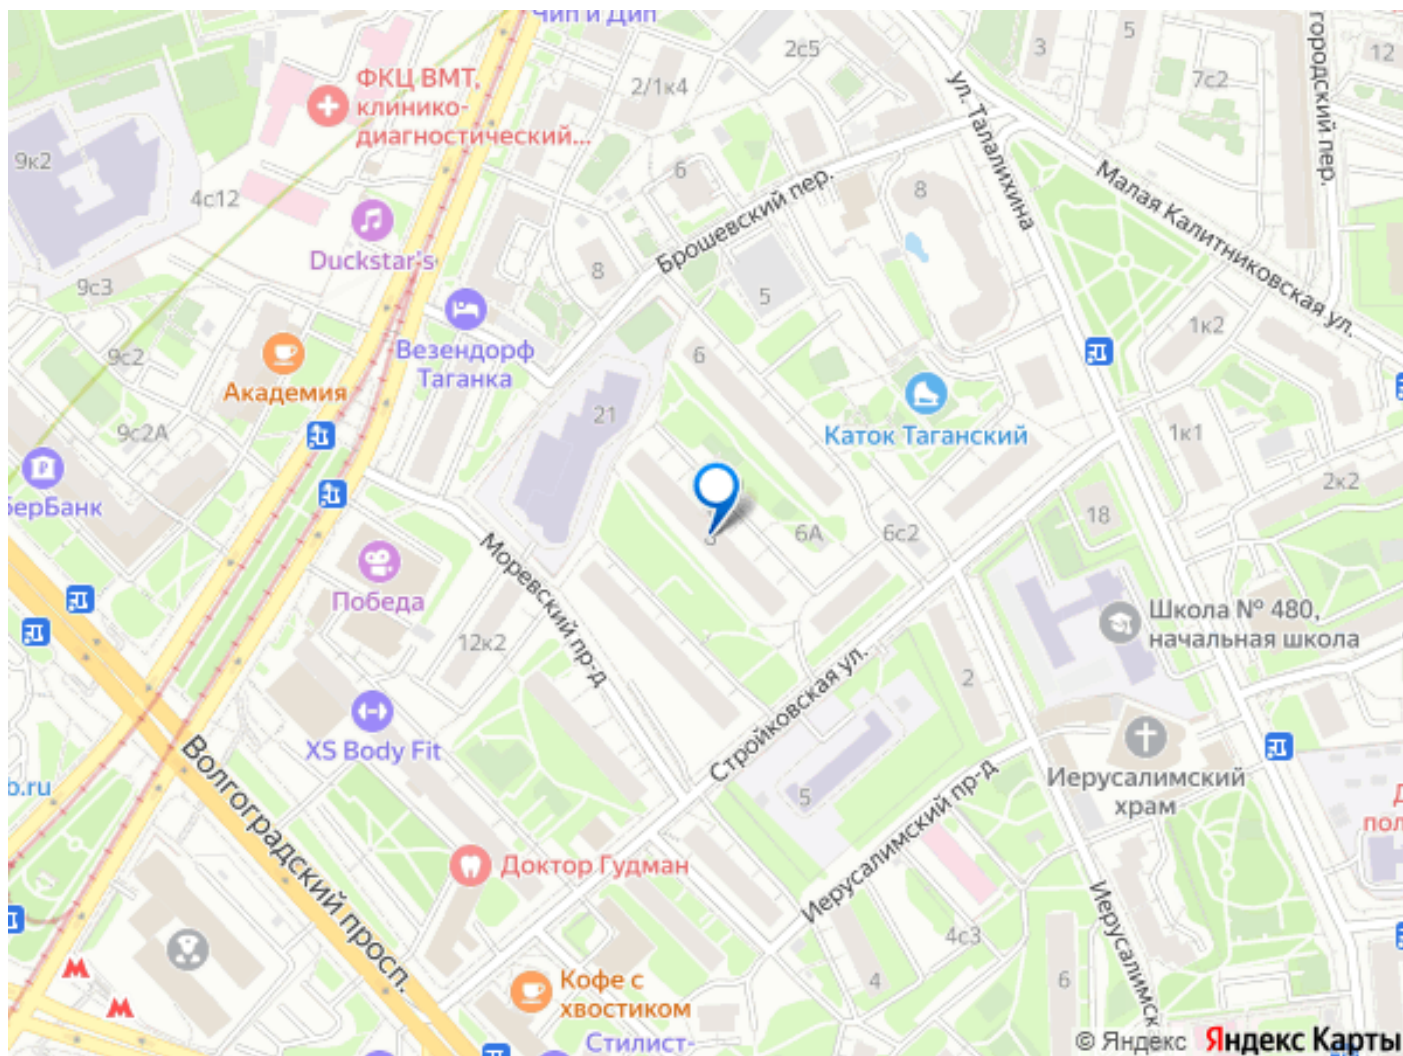 Чип и Дип
2с5
3
5
городский пер.
12
ФКЦ ВМТ,
клинико-
диагностический...
2/1к4
7с2
ул. Талалихина
9к2
4с12
6
Брошевский пер.
8
Малая Калитниковская ул.
Duckstar's
8
5
9с3
1к2
Везендорф
Таганка
9с2
6
Академия
21
Каток Таганский
9с2А
1к1
2к2
берБанк
18
6А
6с2
Моревский пр-д
Победа
Школа № 480,
начальная школа
12к2
2
Стройковская ул.
XS Body Fit
Волгоградский просп.
o.ru
5
Иерусалимский пр-д
Иерусалимский
храм
Д
пол
Доктор Гудман
Иерусалимск
4с3
4
6
Кофе с
хвостиком
Стилист-
© Яндекс Яндекс Карты